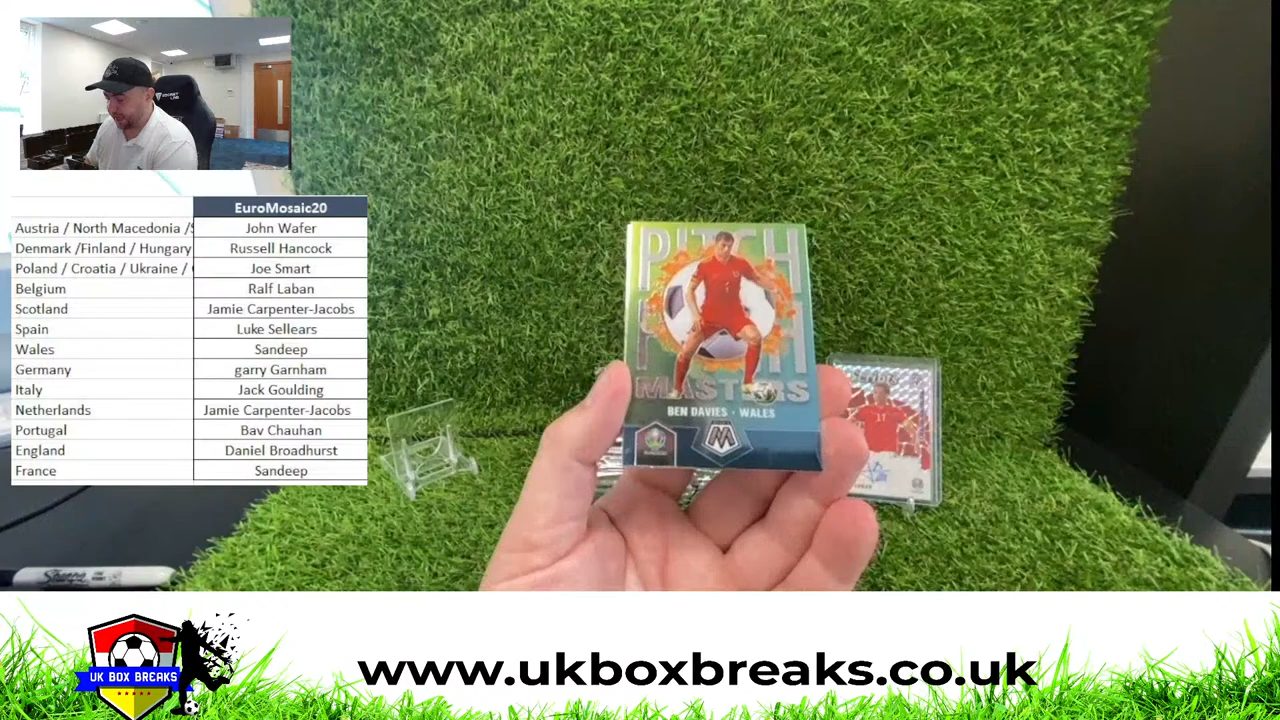 EuroMosaic20
Austria / North Macedonia /S John Wafer
Denmark /Finland / Hungary Russell Hancock
Poland / Croatia / Ukraine / Joe Smart
Belgium Ralf Laban
Scotland Jamie Carpenter-Jacobs
Spain Luke Sellears
Wales Sandeep
Germany garry Garnham
Italy Jack Goulding
Netherlands Jamie Carpenter-Jacobs
Portugal Bav Chauhan
England Daniel Broadhurst
France Sandeep
PITCH
MASTERS
BEN DAVIES · WALES
M
Sharpie
UK BOX BREAKS
www.ukboxbreaks.co.uk